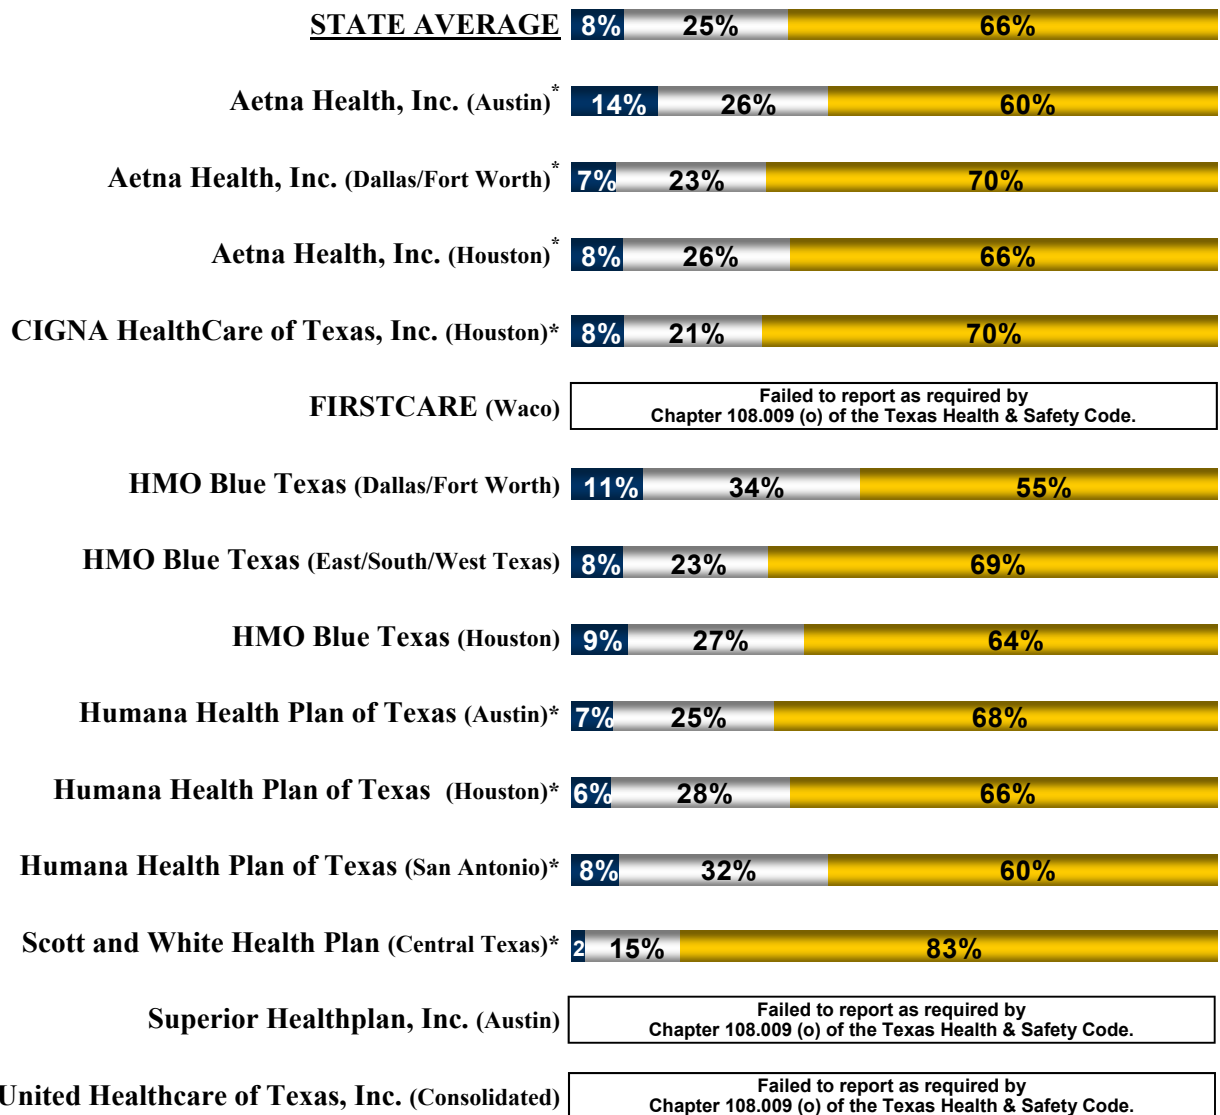 STATE AVERAGE 8% 25% 66%
Aetna Health, Inc. (Austin)* 14% 26% 60%
Aetna Health, Inc. (Dallas/Fort Worth)* 7% 23% 70%
Aetna Health, Inc. (Houston)* 8% 26% 66%
CIGNA HealthCare of Texas, Inc. (Houston)* 8% 21% 70%
FIRSTCARE (Waco) Failed to report as required by
Chapter 108.009 (o) of the Texas Health & Safety Code.
HMO Blue Texas (Dallas/Fort Worth) 11% 34% 55%
HMO Blue Texas (East/South/West Texas) 8% 23% 69%
HMO Blue Texas (Houston) 9% 27% 64%
Humana Health Plan of Texas (Austin)* 7% 25% 68%
Humana Health Plan of Texas (Houston)* 6% 28% 66%
Humana Health Plan of Texas (San Antonio)* 8% 32% 60%
Scott and White Health Plan (Central Texas)* 2 15% 83%
Superior Healthplan, Inc. (Austin) Failed to report as required by
Chapter 108.009 (o) of the Texas Health & Safety Code.
United Healthcare of Texas, Inc. (Consolidated) Failed to report as required by
Chapter 108.009 (o) of the Texas Health & Safety Code.